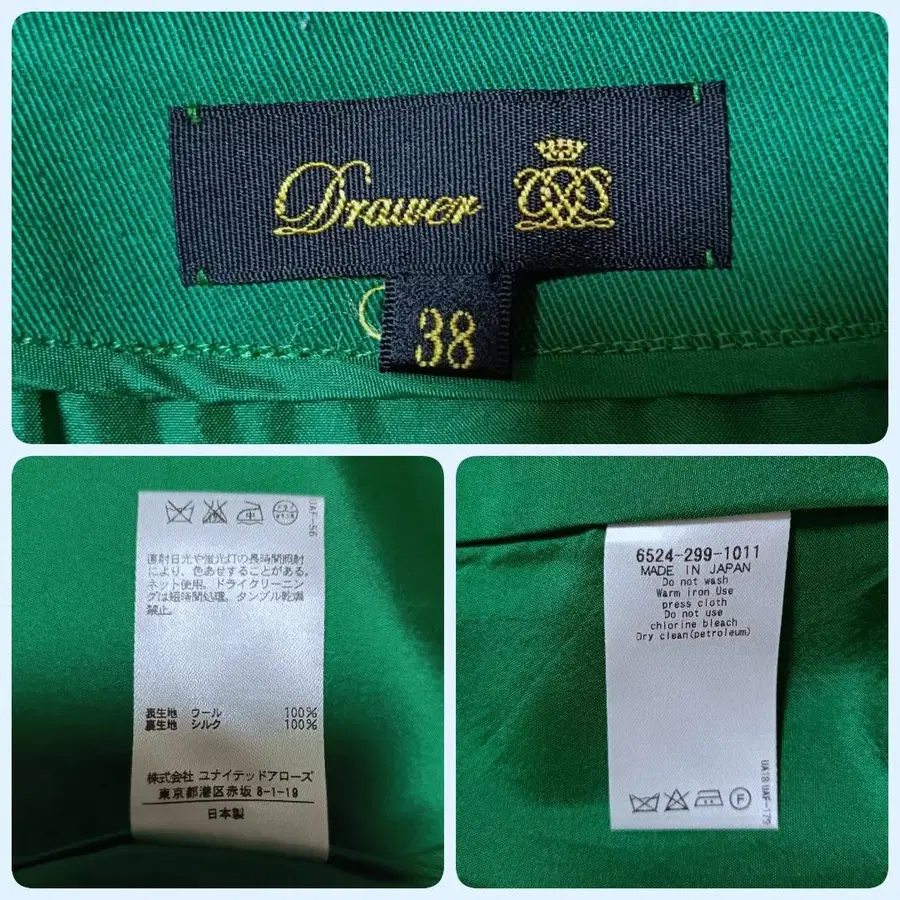 Drawer
38
UAF-56
直射日光や蛍光灯の長時間照射
により、色あせすることがある。
ネット使用。ドライクリーニン
グは短時間処理。タンブル乾燥
禁止。
表生地 ウール 100%
裏生地 シルク 100%
株式会社 ユナイテッドアローズ
東京都港区赤坂 8-1-19
日本製
6524-299-1011
MADE IN JAPAN
Do not wash
Warm iron Use
press cloth
Do not use
chlorine bleach
Dry clean(petroleum)
UA18UAF-179
F